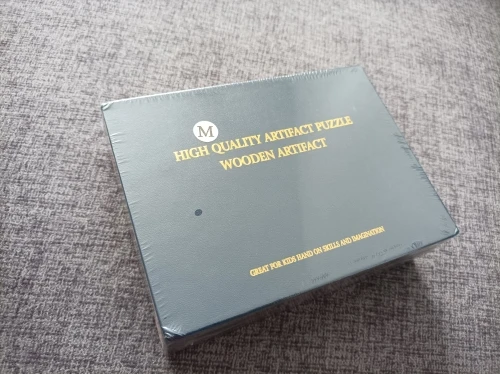 M
HIGH QUALITY ARTIFACT PUZZLE
WOODEN ARTIFACT
GREAT FOR KIDS HAND ON SKILLS AND IMAGINATION